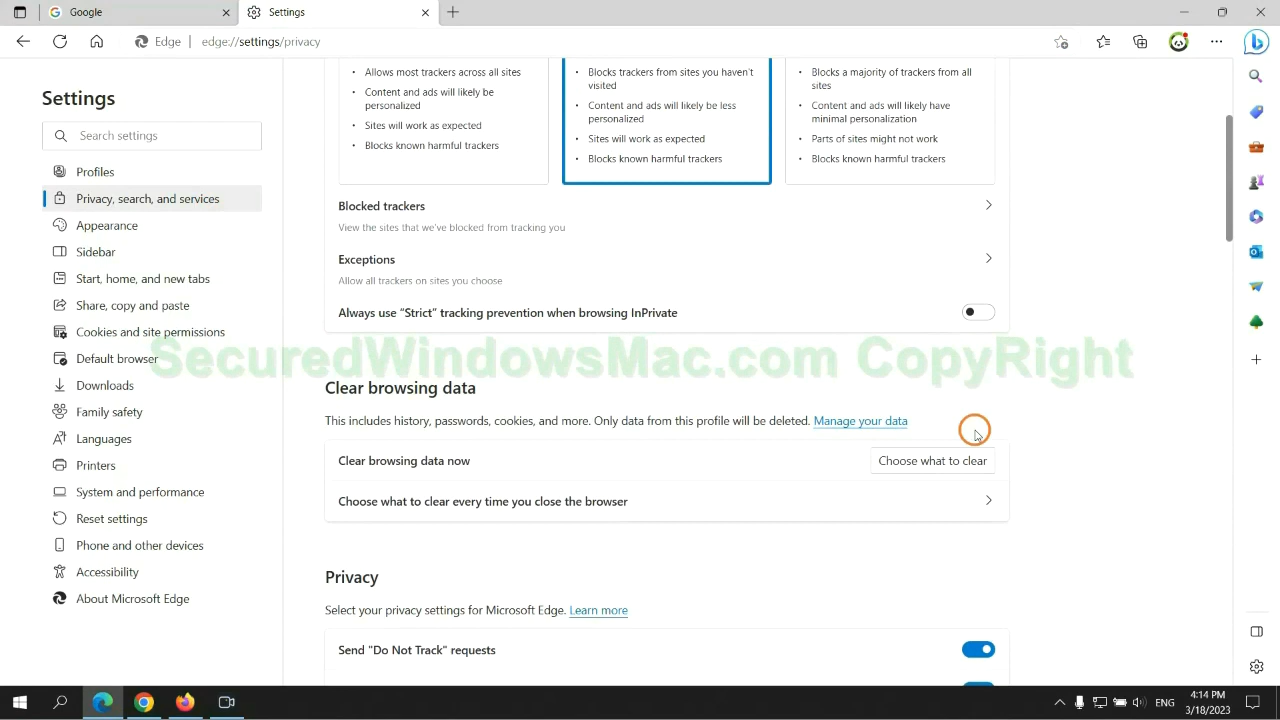 Google
Settings
Edge
edge://settings/privacy
Settings
Search settings
Profiles
Privacy, search, and services
Appearance
Sidebar
Start, home, and new tabs
Share, copy and paste
Cookies and site permissions
Default browser
Downloads
Family safety
Languages
Printers
System and performance
Reset settings
Phone and other devices
Accessibility
About Microsoft Edge
• Allows most trackers across all sites
• Content and ads will likely be
personalized
• Sites will work as expected
• Blocks known harmful trackers
• Blocks trackers from sites you haven't
visited
• Content and ads will likely be less
personalized
• Sites will work as expected
• Blocks known harmful trackers
• Blocks a majority of trackers from all
sites
• Content and ads will likely have
minimal personalization
• Parts of sites might not work
• Blocks known harmful trackers
Blocked trackers
View the sites that we've blocked from tracking you
Exceptions
Allow all trackers on sites you choose
Always use “Strict” tracking prevention when browsing InPrivate
SecuredWindowsMac.com CopyRight
Clear browsing data
This includes history, passwords, cookies, and more. Only data from this profile will be deleted. Manage your data
Clear browsing data now
Choose what to clear
Choose what to clear every time you close the browser
Privacy
Select your privacy settings for Microsoft Edge. Learn more
Send "Do Not Track" requests
ENG
4:14 PM
3/18/2023